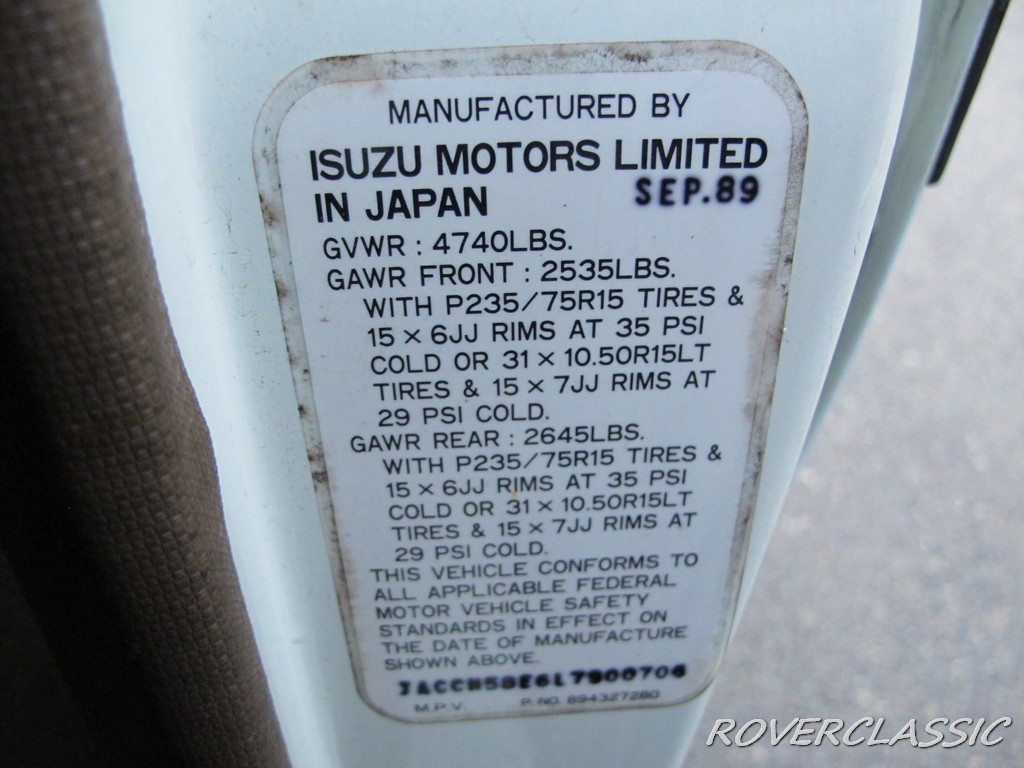 MANUFACTURED BY
ISUZU MOTORS LIMITED
IN JAPAN SEP.89
GVWR : 4740LBS.
GAWR FRONT : 2535LBS.
WITH P235/75R15 TIRES &
15 × 6JJ RIMS AT 35 PSI
COLD OR 31 × 10.50R15LT
TIRES & 15 × 7JJ RIMS AT
29 PSI COLD.
GAWR REAR : 2645LBS.
WITH P235/75R15 TIRES &
15 × 6JJ RIMS AT 35 PSI
COLD OR 31 × 10.50R15LT
TIRES & 15 × 7JJ RIMS AT
29 PSI COLD.
THIS VEHICLE CONFORMS TO
ALL APPLICABLE FEDERAL
MOTOR VEHICLE SAFETY
STANDARDS IN EFFECT ON
THE DATE OF MANUFACTURE
SHOWN ABOVE.
M.P.V. P. NO. 894327280
ROVERCLASSIC